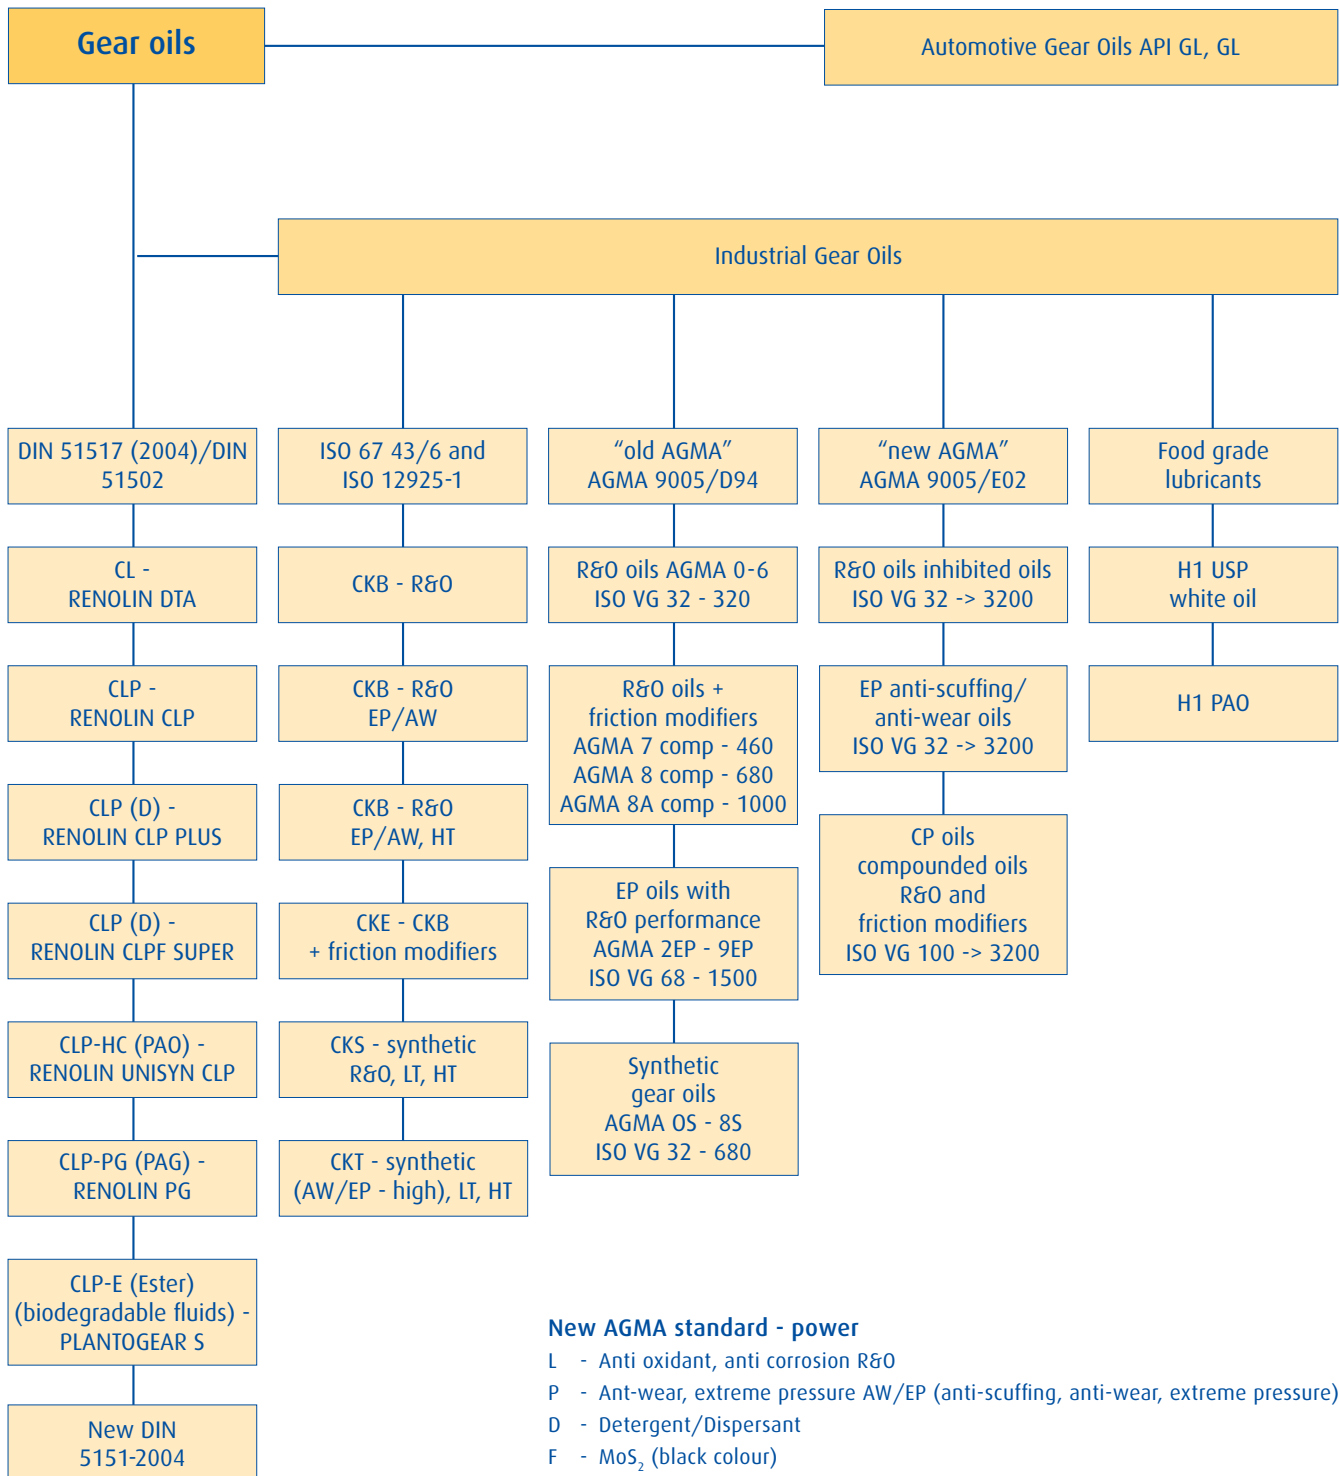 Gear oils
Automotive Gear Oils API GL, GL
Industrial Gear Oils
DIN 51517 (2004)/DIN
51502
CL -
RENOLIN DTA
CLP -
RENOLIN CLP
CLP (D) -
RENOLIN CLP PLUS
CLP (D) -
RENOLIN CLPF SUPER
CLP-HC (PAO) -
RENOLIN UNISYN CLP
CLP-PG (PAG) -
RENOLIN PG
CLP-E (Ester)
(biodegradable fluids) -
PLANTOGEAR S
New DIN
5151-2004
ISO 67 43/6 and
ISO 12925-1
CKB - R&O
CKB - R&O
EP/AW
CKB - R&O
EP/AW, HT
CKE - CKB
+ friction modifiers
CKS - synthetic
R&O, LT, HT
CKT - synthetic
(AW/EP - high), LT, HT
“old AGMA”
AGMA 9005/D94
R&O oils AGMA 0-6
ISO VG 32 - 320
R&O oils +
friction modifiers
AGMA 7 comp - 460
AGMA 8 comp - 680
AGMA 8A comp - 1000
EP oils with
R&O performance
AGMA 2EP - 9EP
ISO VG 68 - 1500
Synthetic
gear oils
AGMA OS - 8S
ISO VG 32 - 680
“new AGMA”
AGMA 9005/E02
R&O oils inhibited oils
ISO VG 32 -> 3200
EP anti-scuffing/
anti-wear oils
ISO VG 32 -> 3200
CP oils
compounded oils
R&O and
friction modifiers
ISO VG 100 -> 3200
Food grade
lubricants
H1 USP
white oil
H1 PAO
New AGMA standard - power
L - Anti oxidant, anti corrosion R&O
P - Ant-wear, extreme pressure AW/EP (anti-scuffing, anti-wear, extreme pressure)
D - Detergent/Dispersant
F - MoS₂ (black colour)